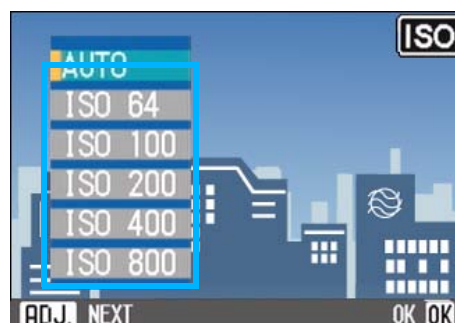 ISO
AUTO
ISO 64
ISO 100
ISO 200
ISO 400
ISO 800
ADJ. NEXT OK OK